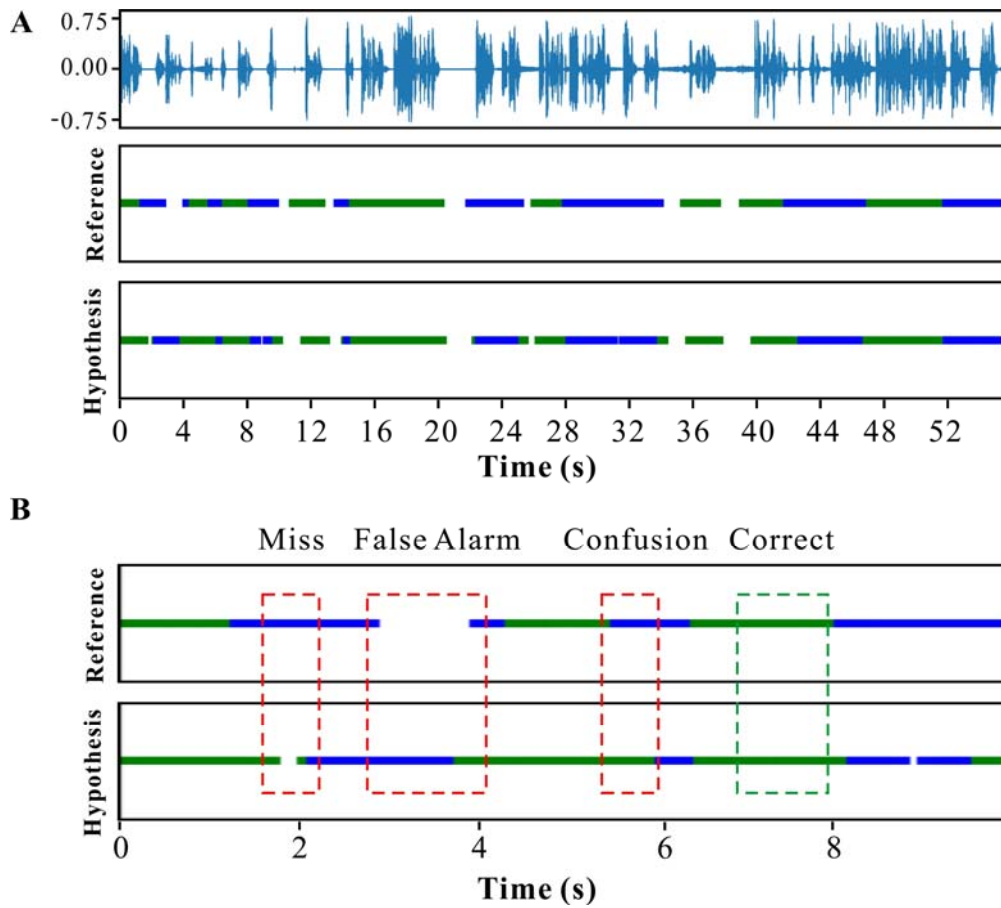 A
0.75
0.00
-0.75
Reference
Hypothesis
0 4 8 12 16 20 24 28 32 36 40 44 48 52
Time (s)
B
Miss False Alarm Confusion Correct
Reference
Hypothesis
0 2 4 6 8
Time (s)